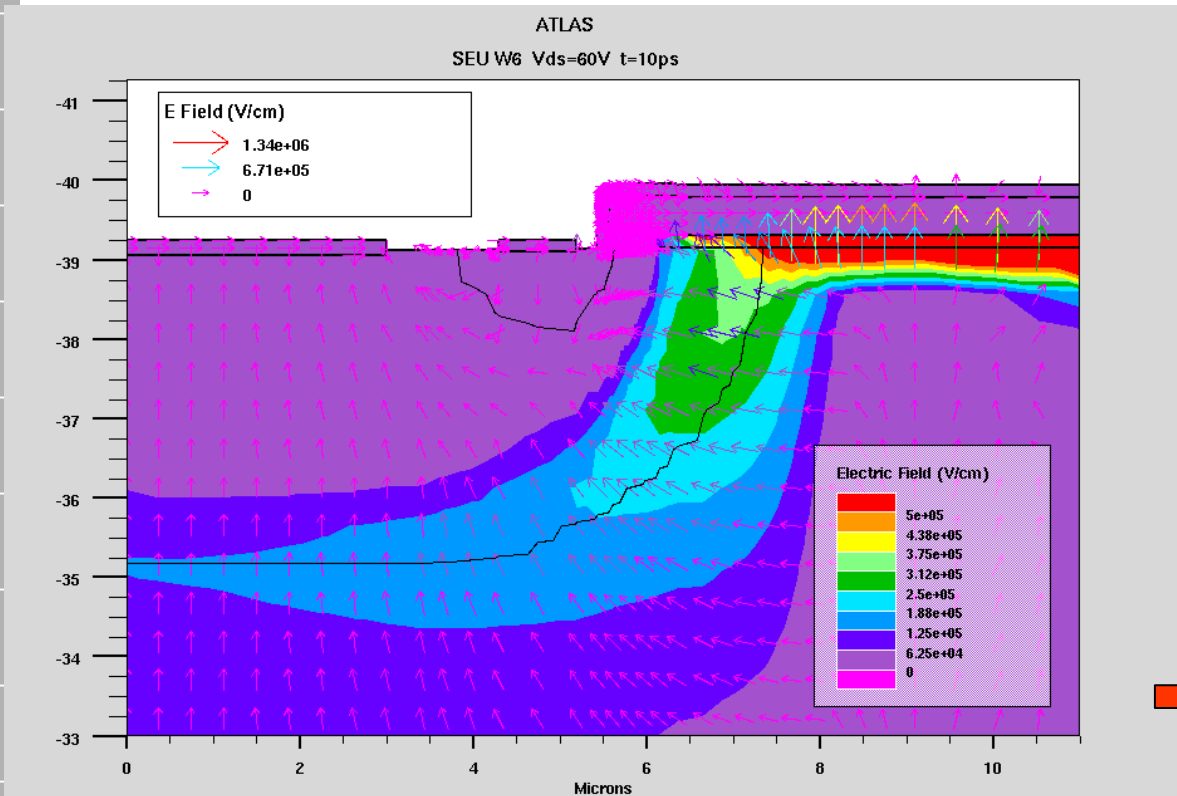 ATLAS
SEU W6 Vds=60V t=10ps
E Field (V/cm)
1.34e+06
6.71e+05
0
-41
-40
-39
-38
-37
-36
-35
-34
-33
Electric Field (V/cm)
5e+05
4.38e+05
3.75e+05
3.12e+05
2.5e+05
1.88e+05
1.25e+05
6.25e+04
0
0 2 4 6 8 10
Microns